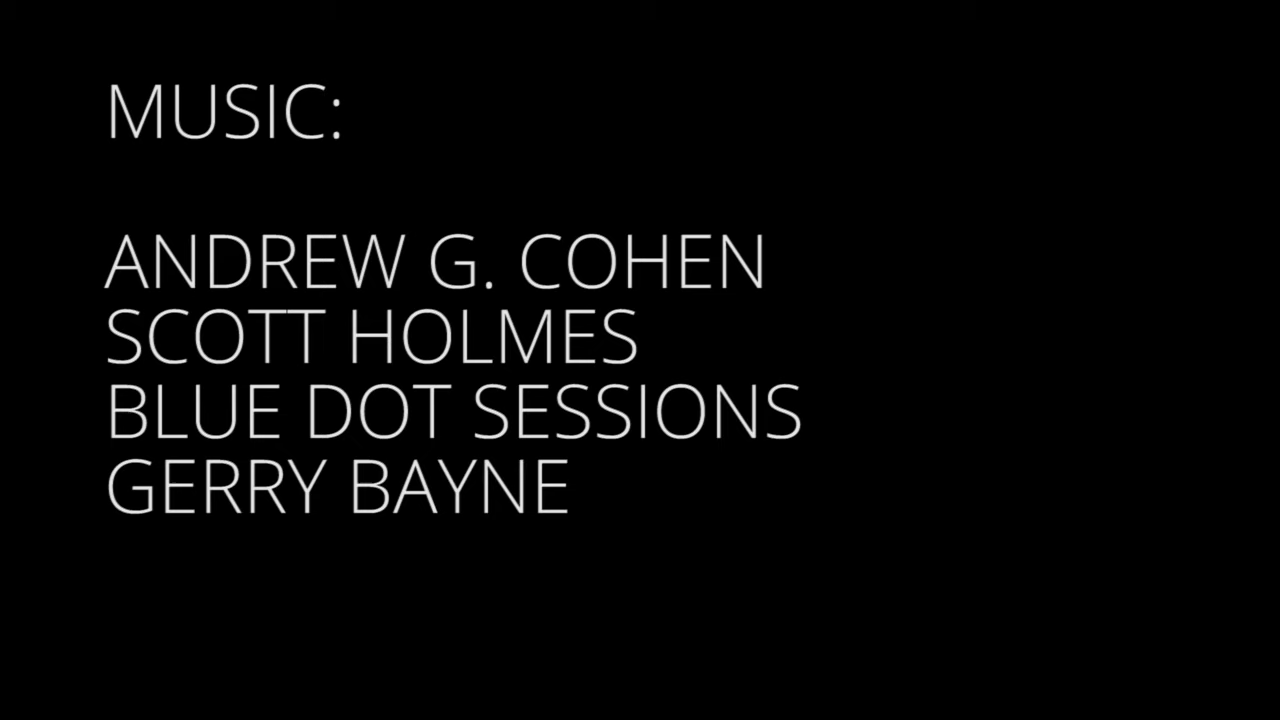 MUSIC:
ANDREW G. COHEN
SCOTT HOLMES
BLUE DOT SESSIONS
GERRY BAYNE